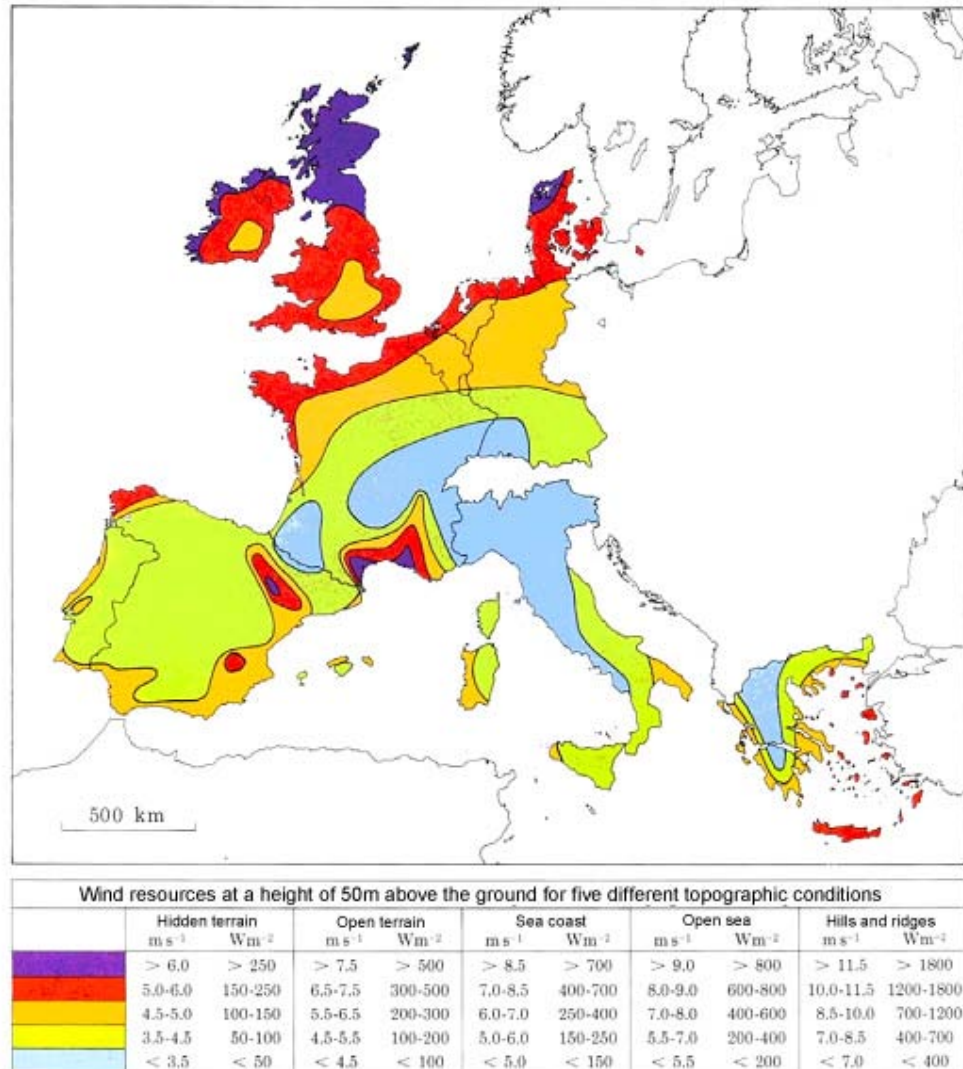 500 km
Wind resources at a height of 50m above the ground for five different topographic conditions
Hidden terrain Open terrain Sea coast Open sea Hills and ridges
m s⁻¹ Wm⁻² m s⁻¹ Wm⁻² m s⁻¹ Wm⁻² m s⁻¹ Wm⁻² m s⁻¹ Wm⁻²
> 6.0 > 250 > 7.5 > 500 > 8.5 > 700 > 9.0 > 800 > 11.5 > 1800
5.0-6.0 150-250 6.5-7.5 300-500 7.0-8.5 400-700 8.0-9.0 600-800 10.0-11.5 1200-1800
4.5-5.0 100-150 5.5-6.5 200-300 6.0-7.0 250-400 7.0-8.0 400-600 8.5-10.0 700-1200
3.5-4.5 50-100 4.5-5.5 100-200 5.0-6.0 150-250 5.5-7.0 200-400 7.0-8.5 400-700
< 3.5 < 50 < 4.5 < 100 < 5.0 < 150 < 5.5 < 200 < 7.0 < 400